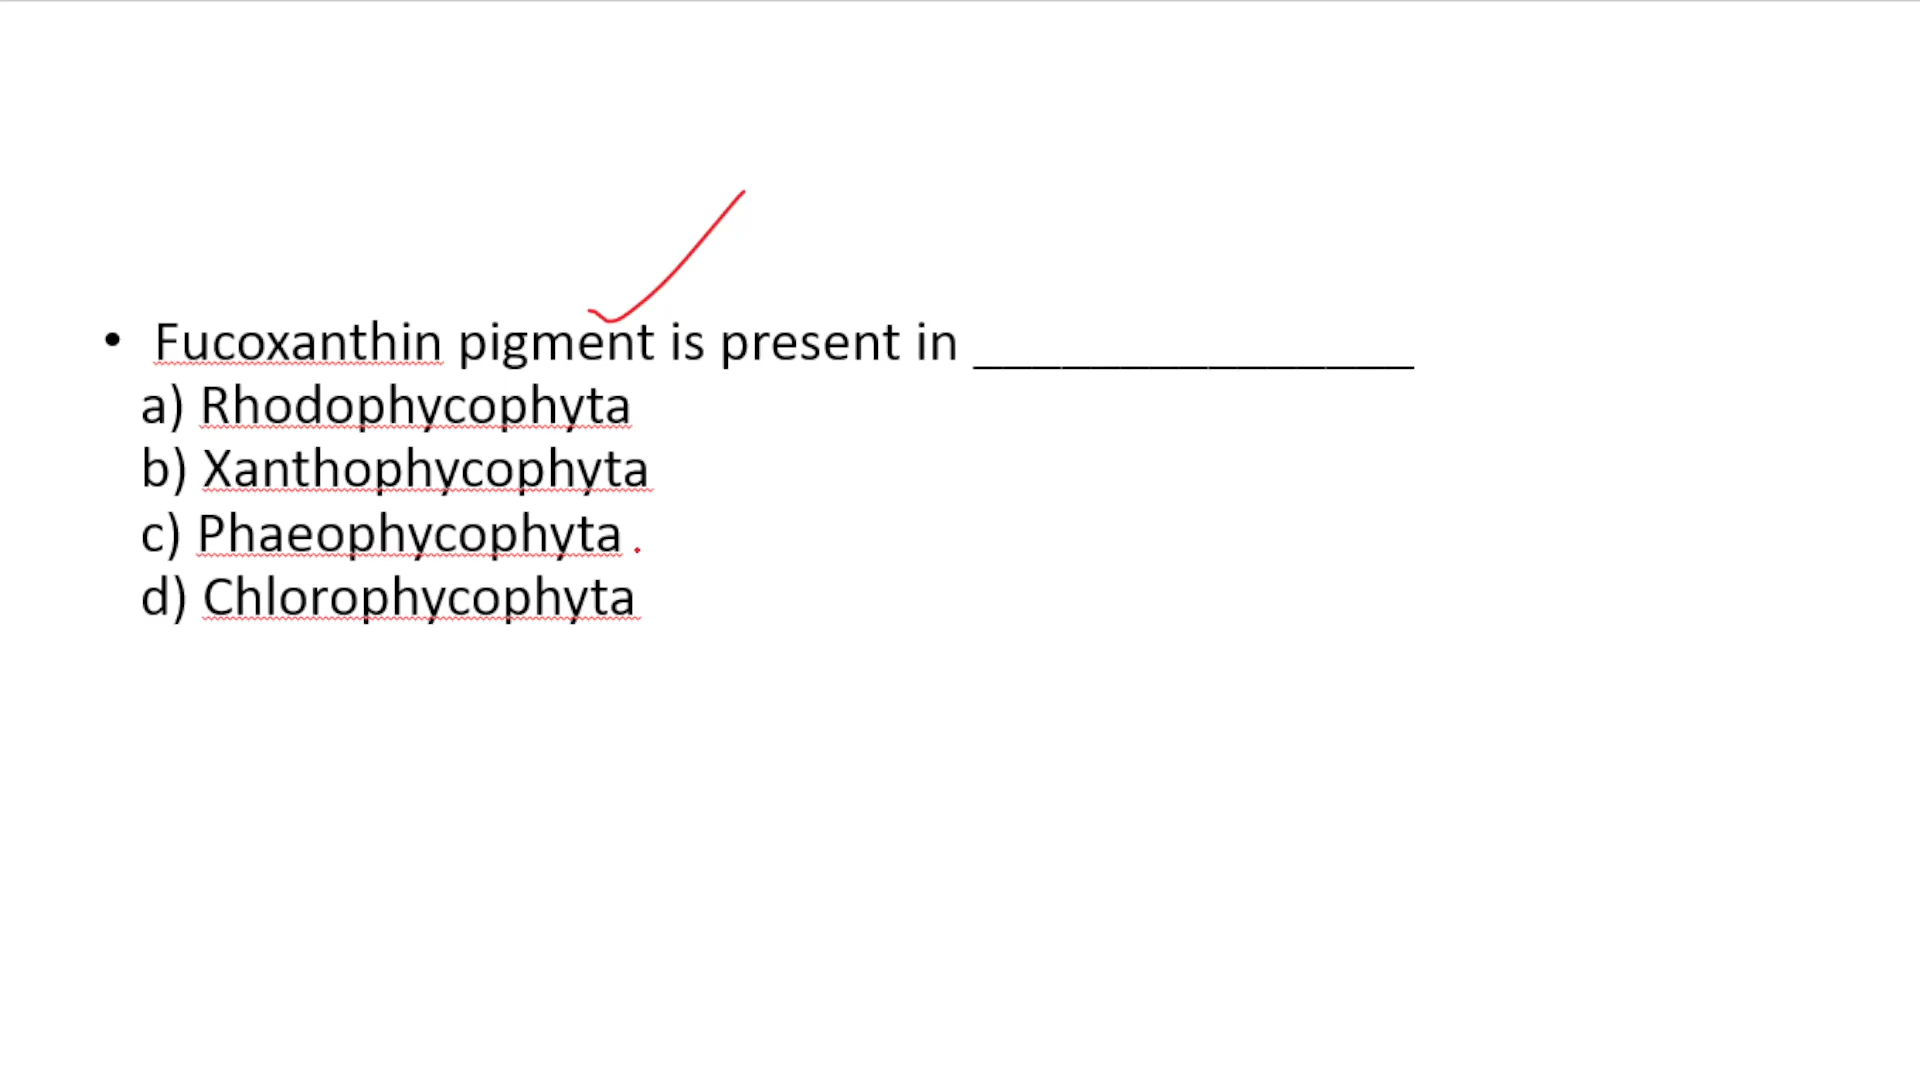 • Fucoxanthin pigment is present in _______________
a) Rhodophycophyta
b) Xanthophycophyta
c) Phaeophycophyta
d) Chlorophycophyta